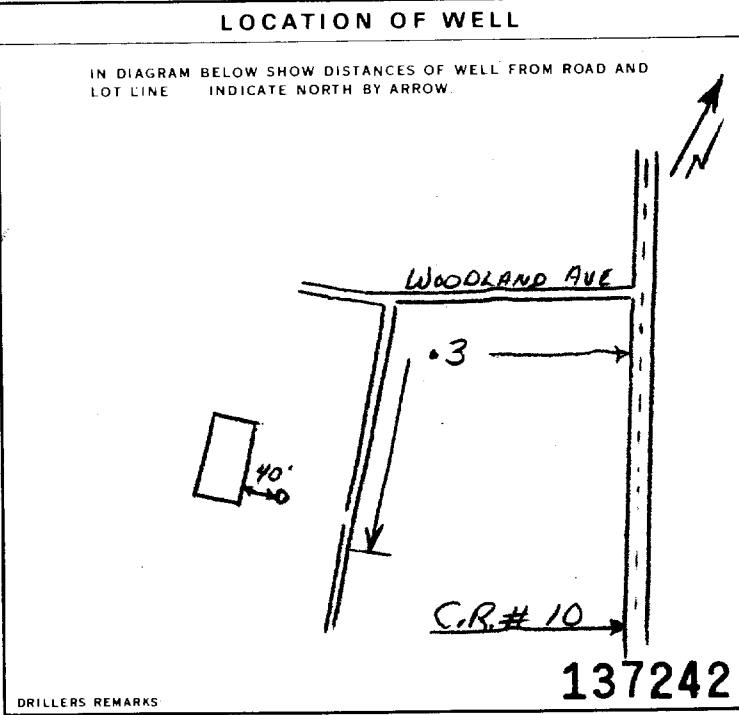 LOCATION OF WELL
IN DIAGRAM BELOW SHOW DISTANCES OF WELL FROM ROAD AND
LOT LINE INDICATE NORTH BY ARROW.
N
WOODLAND AVE
.3
40'
C.R. # 10
137242
DRILLERS REMARKS